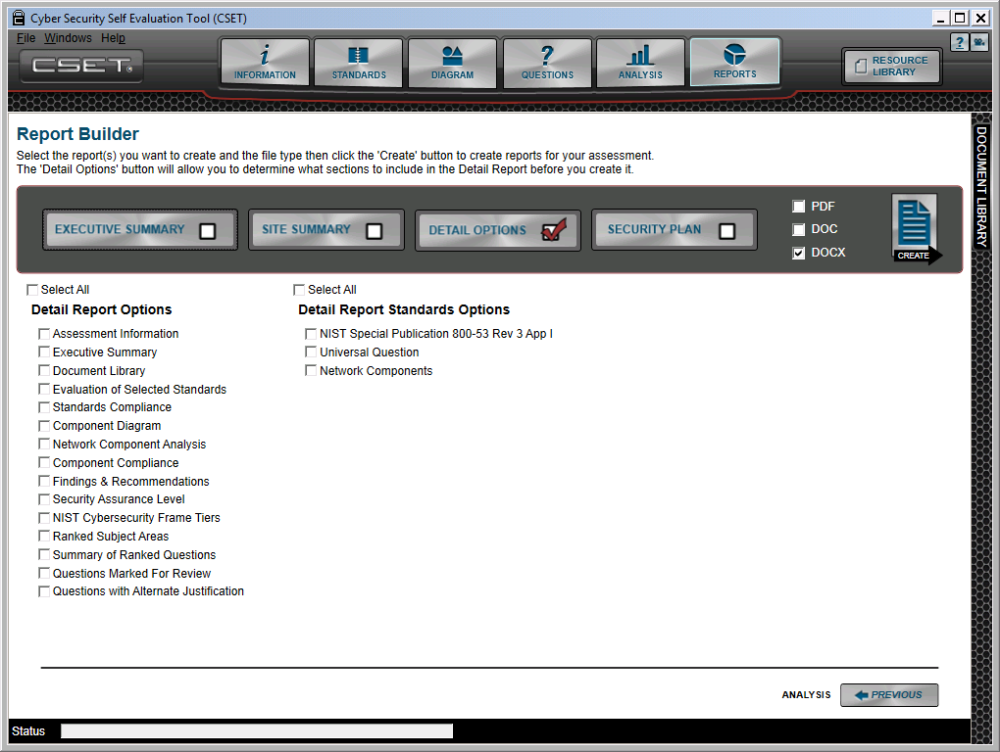 Cyber Security Self Evaluation Tool (CSET)
File Windows Help
CSET
INFORMATION
STANDARDS
DIAGRAM
QUESTIONS
ANALYSIS
REPORTS
RESOURCE
LIBRARY
DOCUMENT LIBRARY
Report Builder
Select the report(s) you want to create and the file type then click the 'Create' button to create reports for your assessment.
The 'Detail Options' button will allow you to determine what sections to include in the Detail Report before you create it.
EXECUTIVE SUMMARY
SITE SUMMARY
DETAIL OPTIONS
SECURITY PLAN
PDF
DOC
DOCX
CREATE
Select All
Detail Report Options
Assessment Information
Executive Summary
Document Library
Evaluation of Selected Standards
Standards Compliance
Component Diagram
Network Component Analysis
Component Compliance
Findings & Recommendations
Security Assurance Level
NIST Cybersecurity Frame Tiers
Ranked Subject Areas
Summary of Ranked Questions
Questions Marked For Review
Questions with Alternate Justification
Select All
Detail Report Standards Options
NIST Special Publication 800-53 Rev 3 App I
Universal Question
Network Components
ANALYSIS
PREVIOUS
Status